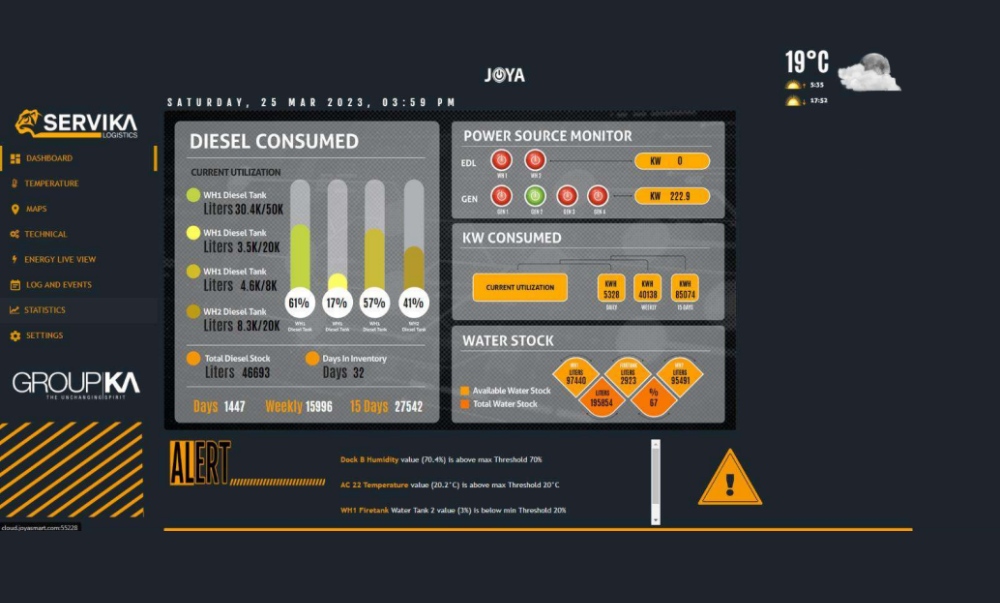 19°C
5:35
17:52
JOYA
SATURDAY, 25 MAR 2023, 03:59 PM
SERVIKA
LOGISTICS
DASHBOARD
TEMPERATURE
MAPS
TECHNICAL
ENERGY LIVE VIEW
LOG AND EVENTS
STATISTICS
SETTINGS
GROUPKA
THE UNCHANGING SPIRIT
cloud.joyasmart.com:55226
DIESEL CONSUMED
CURRENT UTILIZATION
WH1 Diesel Tank
Liters 30.4K/50K
WH1 Diesel Tank
Liters 3.5K/20K
WH1 Diesel Tank
Liters 4.6K/8K
WH2 Diesel Tank
Liters 8.3K/20K
61% 17% 57% 41%
WH1 WH1 WH1 WH2
Diesel Tank Diesel Tank Diesel Tank Diesel Tank
Total Diesel Stock
Liters 46693
Days In Inventory
Days 32
Days 1447 Weekly 15996 15 Days 27542
POWER SOURCE MONITOR
EDL
WH 1 WH 2
KW 0
GEN
GEN 1 GEN 2 GEN 3 GEN 4
KW 222.9
KW CONSUMED
CURRENT UTILIZATION
KWH KWH KWH
5328 40138 85074
DAILY WEEKLY 15 DAYS
WATER STOCK
Available Water Stock
Total Water Stock
LITERS LITERS LITERS
97440 2923 95491
LITERS %
195854 67
ALERT
Dock B Humidity value (70.4%) is above max Threshold 70%
AC 22 Temperature value (20.2°C) is above max Threshold 20°C
WH1 Firetank Water Tank 2 value (3%) is below min Threshold 20%